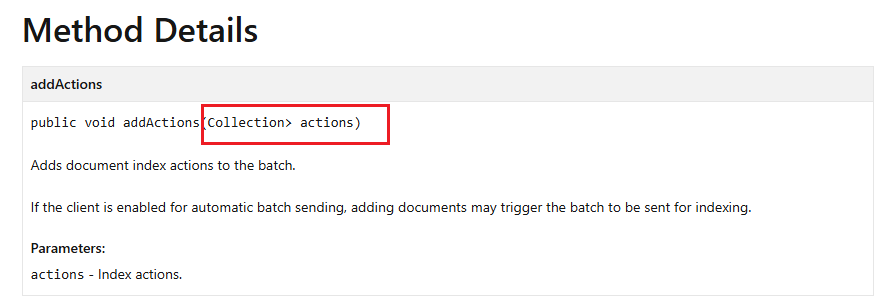 Method Details
addActions
public void addActions(Collection> actions)
Adds document index actions to the batch.
If the client is enabled for automatic batch sending, adding documents may trigger the batch to be sent for indexing.
Parameters:
actions - Index actions.